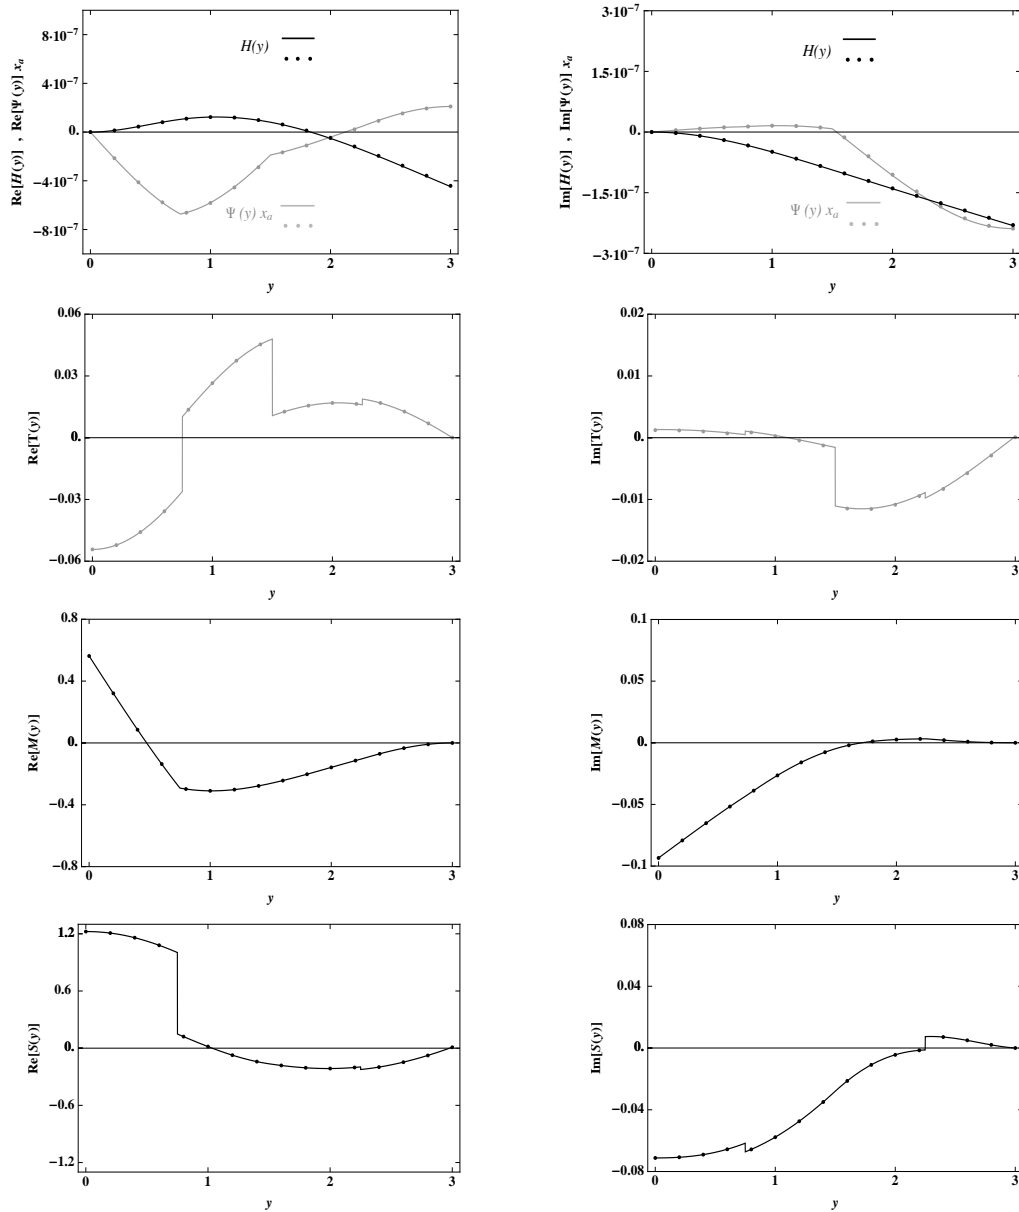 8·10⁻⁷
4·10⁻⁷
0.
−4·10⁻⁷
−8·10⁻⁷
Re[H(y)] , Re[Ψ(y)] xₐ
H(y)
Ψ (y) xₐ
0 1 2 3
y
3·10⁻⁷
1.5·10⁻⁷
0.
−1.5·10⁻⁷
−3·10⁻⁷
Im[H(y)] , Im[Ψ(y)] xₐ
H(y)
Ψ (y) xₐ
0 1 2 3
y
0.06
0.03
0.
−0.03
−0.06
Re[T(y)]
0 1 2 3
y
0.02
0.01
0.
−0.01
−0.02
Im[T(y)]
0 1 2 3
y
0.8
0.4
0.
−0.4
−0.8
Re[M(y)]
0 1 2 3
y
0.1
0.05
0.
−0.05
−0.1
Im[M(y)]
0 1 2 3
y
1.2
0.6
0.
−0.6
−1.2
Re[S(y)]
0 1 2 3
y
0.08
0.04
0.
−0.04
−0.08
Im[S(y)]
0 1 2 3
y